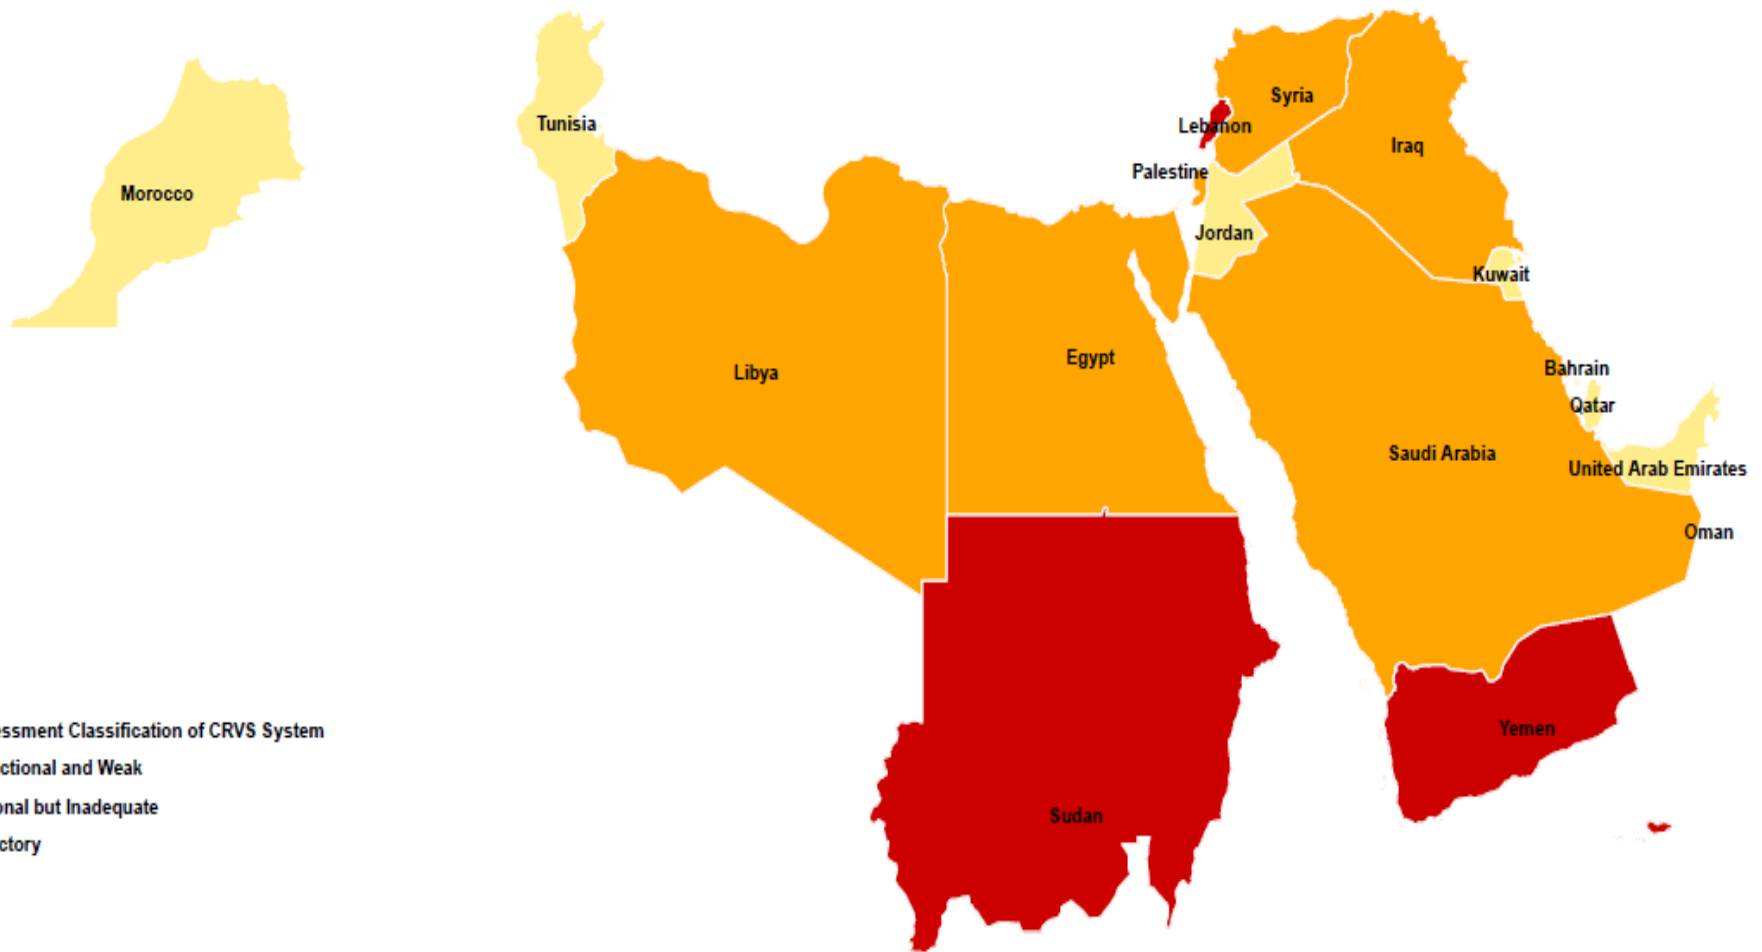 Syria
Tunisia
Lebanon
Iraq
Palestine
Morocco
Jordan
Kuwait
Egypt
Bahrain
Libya
Qatar
Saudi Arabia
United Arab Emirates
Oman
essment Classification of CRVS System
Yemen
ctional and Weak
onal but Inadequate
Sudan
ctory